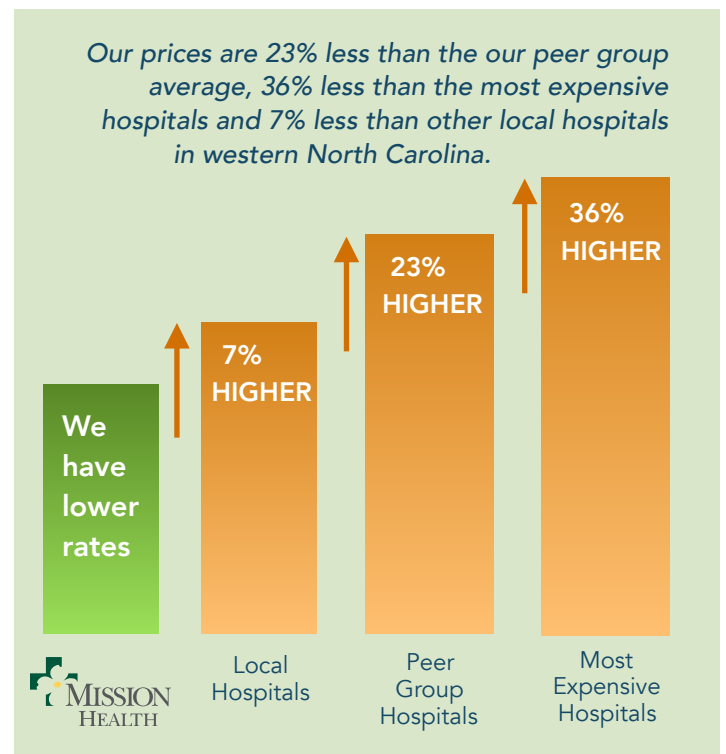 Our prices are 23% less than the our peer group
average, 36% less than the most expensive
hospitals and 7% less than other local hospitals
in western North Carolina.
We
have
lower
rates
7%
HIGHER
23%
HIGHER
36%
HIGHER
MISSION
HEALTH
Local
Hospitals
Peer
Group
Hospitals
Most
Expensive
Hospitals